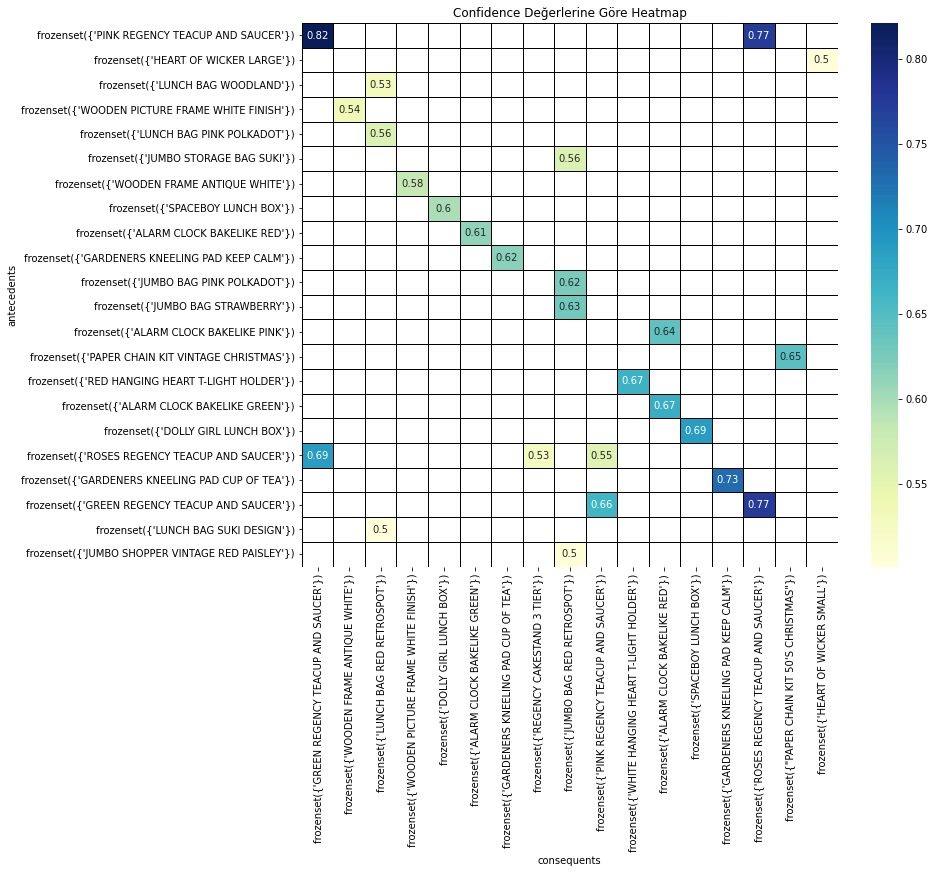 Confidence Değerlerine Göre Heatmap
antecedents
frozenset({'PINK REGENCY TEACUP AND SAUCER'}) 0.82 0.77
frozenset({'HEART OF WICKER LARGE'}) 0.5
frozenset({'LUNCH BAG WOODLAND'}) 0.53
frozenset({'WOODEN PICTURE FRAME WHITE FINISH'}) 0.54
frozenset({'LUNCH BAG PINK POLKADOT'}) 0.56
frozenset({'JUMBO STORAGE BAG SUKI'}) 0.56
frozenset({'WOODEN FRAME ANTIQUE WHITE'}) 0.58
frozenset({'SPACEBOY LUNCH BOX'}) 0.6
frozenset({'ALARM CLOCK BAKELIKE RED'}) 0.61
frozenset({'GARDENERS KNEELING PAD KEEP CALM'}) 0.62
frozenset({'JUMBO BAG PINK POLKADOT'}) 0.62
frozenset({'JUMBO BAG STRAWBERRY'}) 0.63
frozenset({'ALARM CLOCK BAKELIKE PINK'}) 0.64
frozenset({'PAPER CHAIN KIT VINTAGE CHRISTMAS'}) 0.65
frozenset({'RED HANGING HEART T-LIGHT HOLDER'}) 0.67
frozenset({'ALARM CLOCK BAKELIKE GREEN'}) 0.67
frozenset({'DOLLY GIRL LUNCH BOX'}) 0.69
frozenset({'ROSES REGENCY TEACUP AND SAUCER'}) 0.69 0.53 0.55
frozenset({'GARDENERS KNEELING PAD CUP OF TEA'}) 0.73
frozenset({'GREEN REGENCY TEACUP AND SAUCER'}) 0.66 0.77
frozenset({'LUNCH BAG SUKI DESIGN'}) 0.5
frozenset({'JUMBO SHOPPER VINTAGE RED PAISLEY'}) 0.5
frozenset({'GREEN REGENCY TEACUP AND SAUCER'})
frozenset({'WOODEN FRAME ANTIQUE WHITE'})
frozenset({'LUNCH BAG RED RETROSPOT'})
frozenset({'WOODEN PICTURE FRAME WHITE FINISH'})
frozenset({'DOLLY GIRL LUNCH BOX'})
frozenset({'ALARM CLOCK BAKELIKE GREEN'})
frozenset({'GARDENERS KNEELING PAD CUP OF TEA'})
frozenset({'REGENCY CAKESTAND 3 TIER'})
frozenset({'JUMBO BAG RED RETROSPOT'})
frozenset({'PINK REGENCY TEACUP AND SAUCER'})
frozenset({'WHITE HANGING HEART T-LIGHT HOLDER'})
frozenset({'ALARM CLOCK BAKELIKE RED'})
frozenset({'SPACEBOY LUNCH BOX'})
frozenset({'GARDENERS KNEELING PAD KEEP CALM'})
frozenset({'ROSES REGENCY TEACUP AND SAUCER'})
frozenset({"PAPER CHAIN KIT 50'S CHRISTMAS"})
frozenset({'HEART OF WICKER SMALL'})
consequents
0.80
0.75
0.70
0.65
0.60
0.55